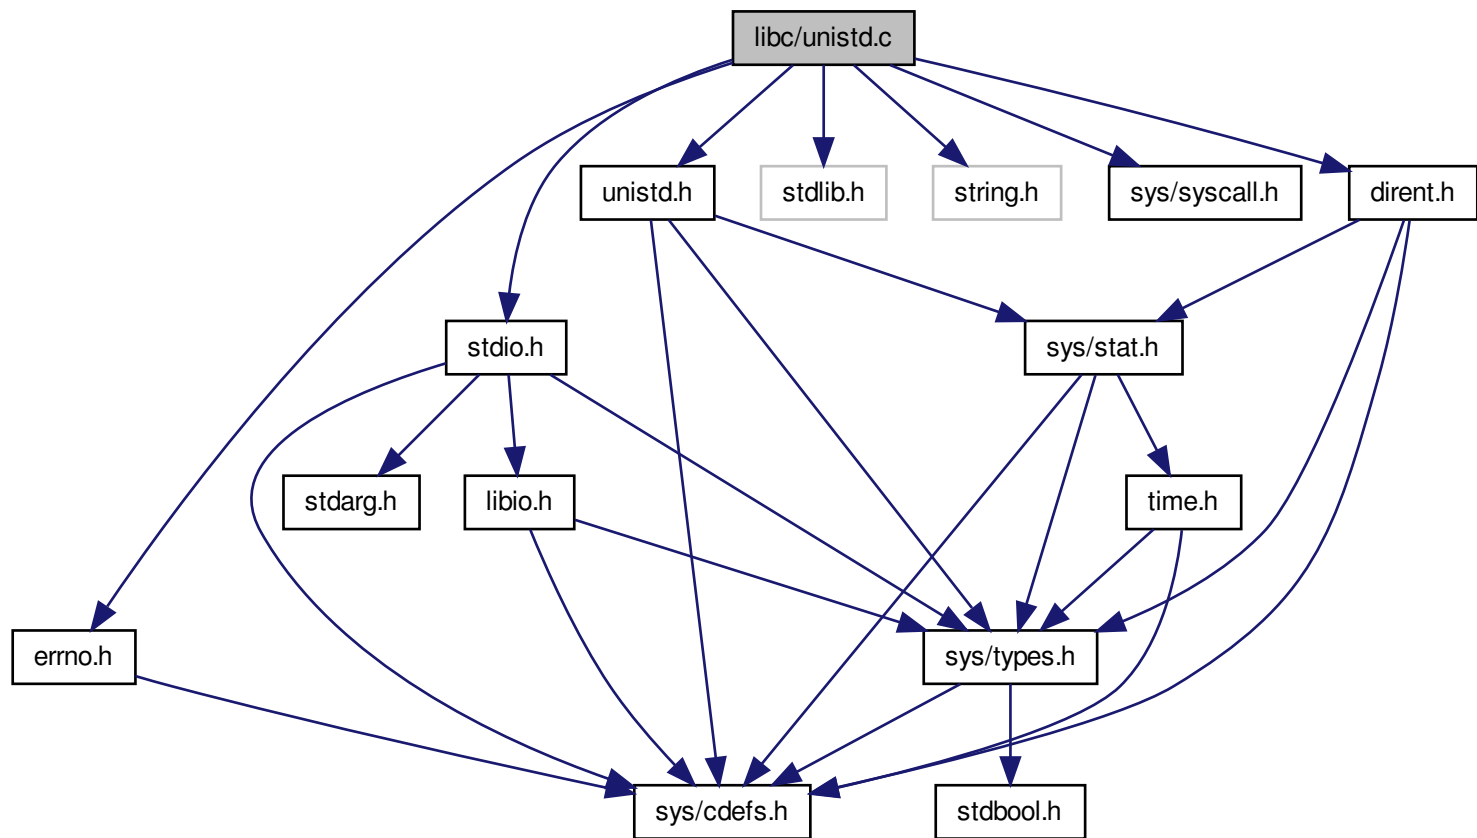 libc/unistd.c
unistd.h
stdlib.h
string.h
sys/syscall.h
dirent.h
stdio.h
sys/stat.h
stdarg.h
libio.h
time.h
errno.h
sys/types.h
sys/cdefs.h
stdbool.h